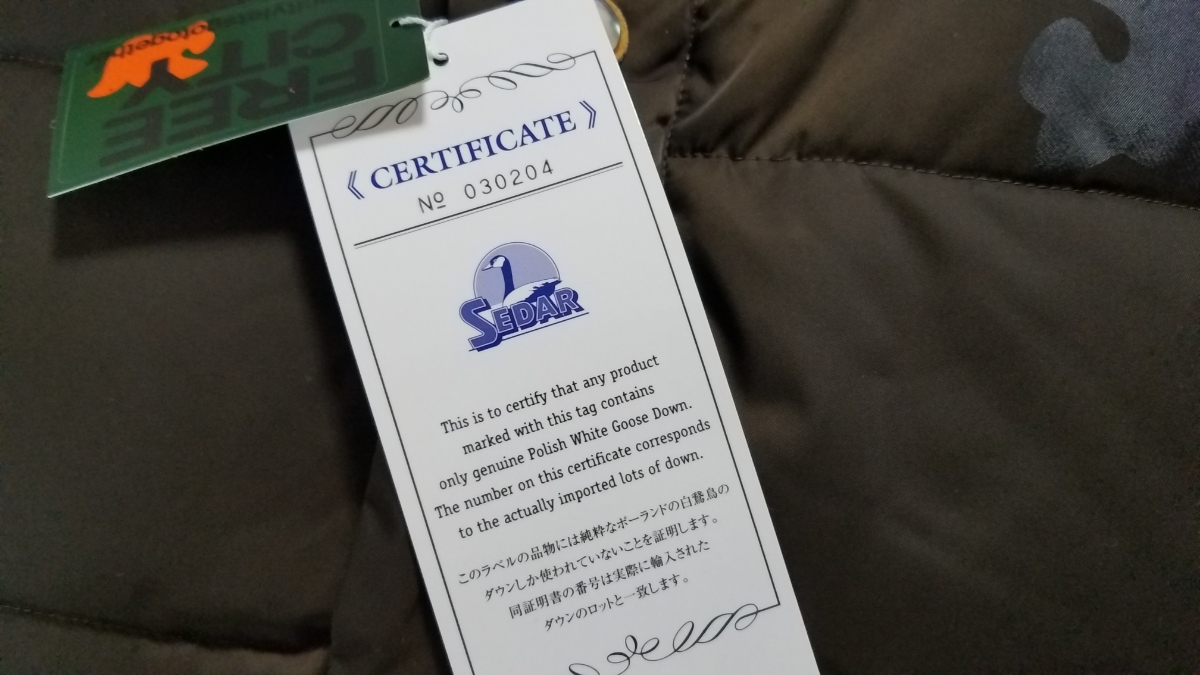 FREE
CITY
《 CERTIFICATE 》
Nº 030204
SEDAR
This is to certify that any product
marked with this tag contains
only genuine Polish White Goose Down.
The number on this certificate corresponds
to the actually imported lots of down.
このラベルの品物には純粋なポーランドの白鵞鳥の
ダウンしか使われていないことを証明します。
同証明書の番号は実際に輸入された
ダウンのロットと一致します。